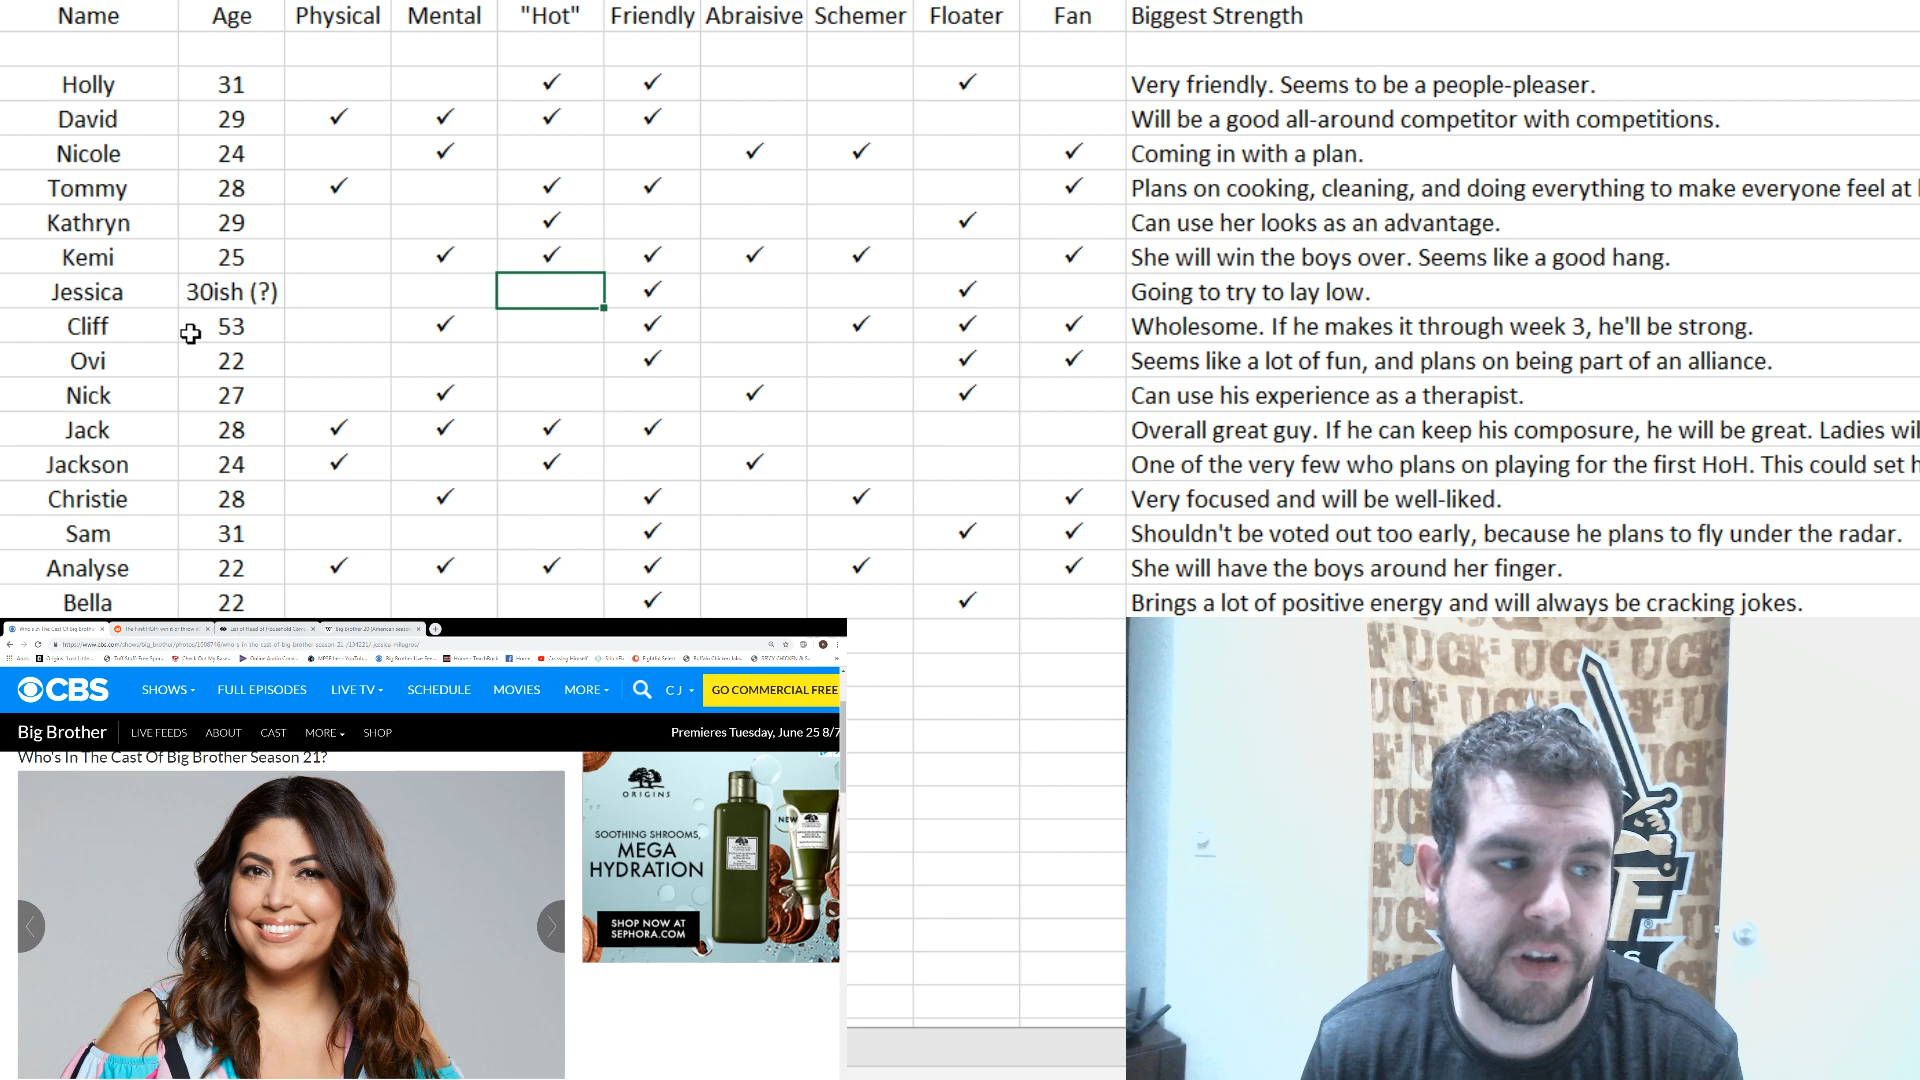 Name Age Physical Mental "Hot" Friendly Abraisive Schemer Floater Fan Biggest Strength
Holly 31 ✓ ✓ ✓ Very friendly. Seems to be a people-pleaser.
David 29 ✓ ✓ ✓ ✓ Will be a good all-around competitor with competitions.
Nicole 24 ✓ ✓ ✓ ✓ Coming in with a plan.
Tommy 28 ✓ ✓ ✓ ✓ Plans on cooking, cleaning, and doing everything to make everyone feel at
Kathryn 29 ✓ ✓ Can use her looks as an advantage.
Kemi 25 ✓ ✓ ✓ ✓ ✓ ✓ She will win the boys over. Seems like a good hang.
Jessica 30ish (?) ✓ ✓ Going to try to lay low.
Cliff 53 ✓ ✓ ✓ ✓ ✓ Wholesome. If he makes it through week 3, he'll be strong.
Ovi 22 ✓ ✓ ✓ Seems like a lot of fun, and plans on being part of an alliance.
Nick 27 ✓ ✓ ✓ Can use his experience as a therapist.
Jack 28 ✓ ✓ ✓ ✓ Overall great guy. If he can keep his composure, he will be great. Ladies wil
Jackson 24 ✓ ✓ ✓ One of the very few who plans on playing for the first HoH. This could set h
Christie 28 ✓ ✓ ✓ ✓ Very focused and will be well-liked.
Sam 31 ✓ ✓ ✓ Shouldn't be voted out too early, because he plans to fly under the radar.
Analyse 22 ✓ ✓ ✓ ✓ ✓ ✓ She will have the boys around her finger.
Bella 22 ✓ ✓ Brings a lot of positive energy and will always be cracking jokes.
CBS SHOWS FULL EPISODES LIVE TV SCHEDULE MOVIES MORE C J GO COMMERCIAL FREE
Big Brother LIVE FEEDS ABOUT CAST MORE SHOP Premieres Tuesday, June 25 8/7
Who's In The Cast Of Big Brother Season 21?
ORIGINS
SOOTHING SHROOMS,
MEGA
HYDRATION
NEW
SHOP NOW AT
SEPHORA.COM
UCF UCF UCF